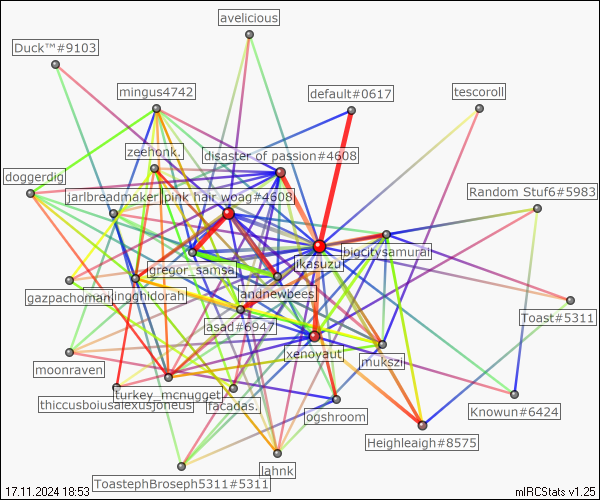 avelicious
Duck™#9103
mingus4742
default#0617
tescoroll
zeehonk.
disaster of passion#4608
doggerdig
jarlbreadmaker
pink hair woag#4608
Random Stuf6#5983
bigcitysamurai
ikasuzu
gregor_samsa.
gazpachoman
andnewbees
Toast#5311
asad#6947
xenoyaut
moonraven
mukszi
turkey_mcnugget
thiccusboiusalexusjoneus
facadas.
Knowun#6424
ogshroom
Heighleaigh#8575
lahnk
ToastephBroseph5311#5311
17.11.2024 18:53
mIRCStats v1.25